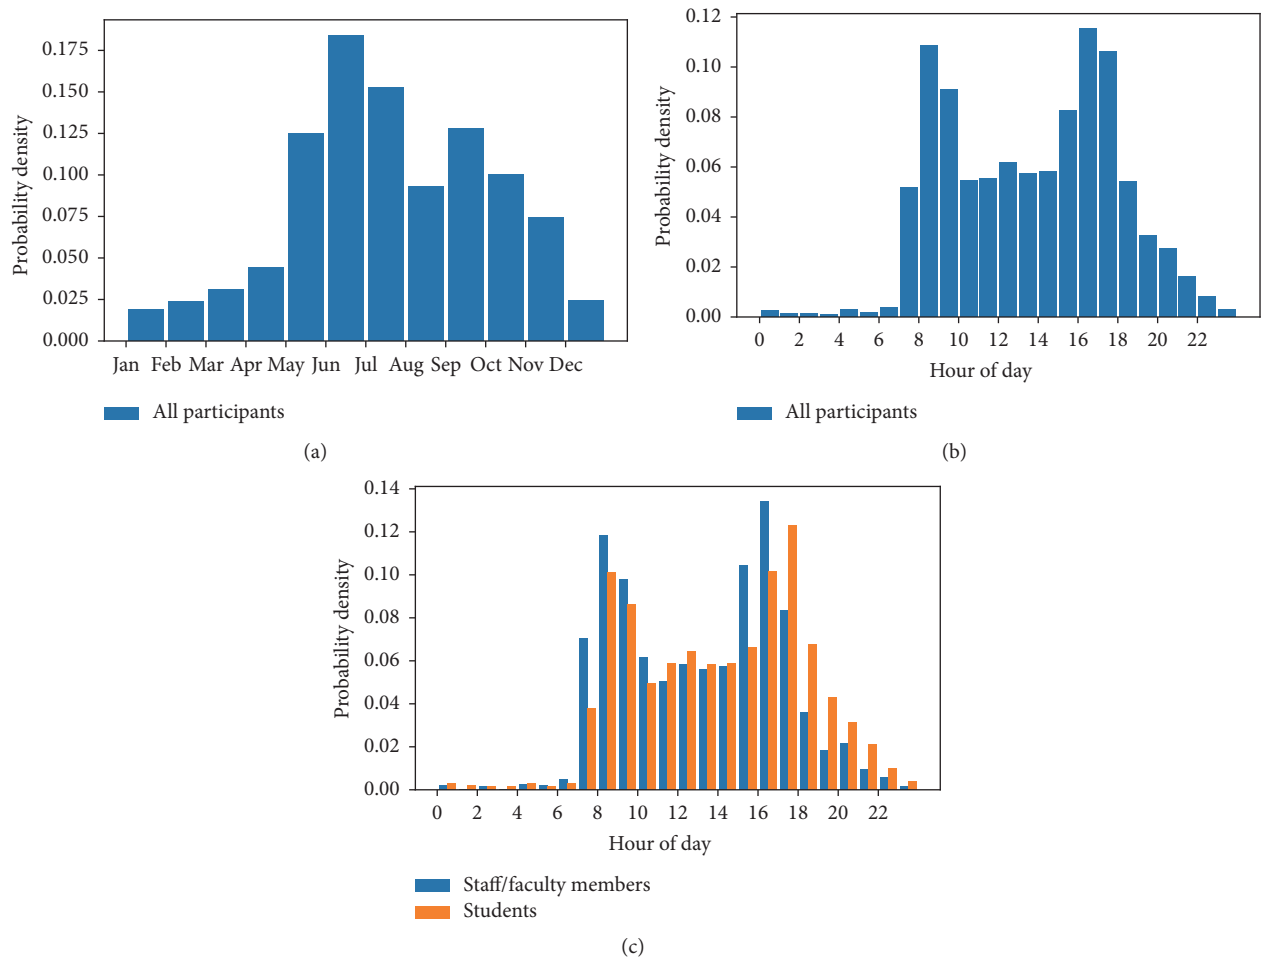 0.175
0.150
0.125
0.100
0.075
0.050
0.025
0.000
Probability density
Jan Feb Mar Apr May Jun Jul Aug Sep Oct Nov Dec
All participants
(a)
0.12
0.10
0.08
0.06
0.04
0.02
0.00
Probability density
0 2 4 6 8 10 12 14 16 18 20 22
Hour of day
All participants
(b)
0.14
0.12
0.10
0.08
0.06
0.04
0.02
0.00
Probability density
0 2 4 6 8 10 12 14 16 18 20 22
Hour of day
Staff/faculty members
Students
(c)